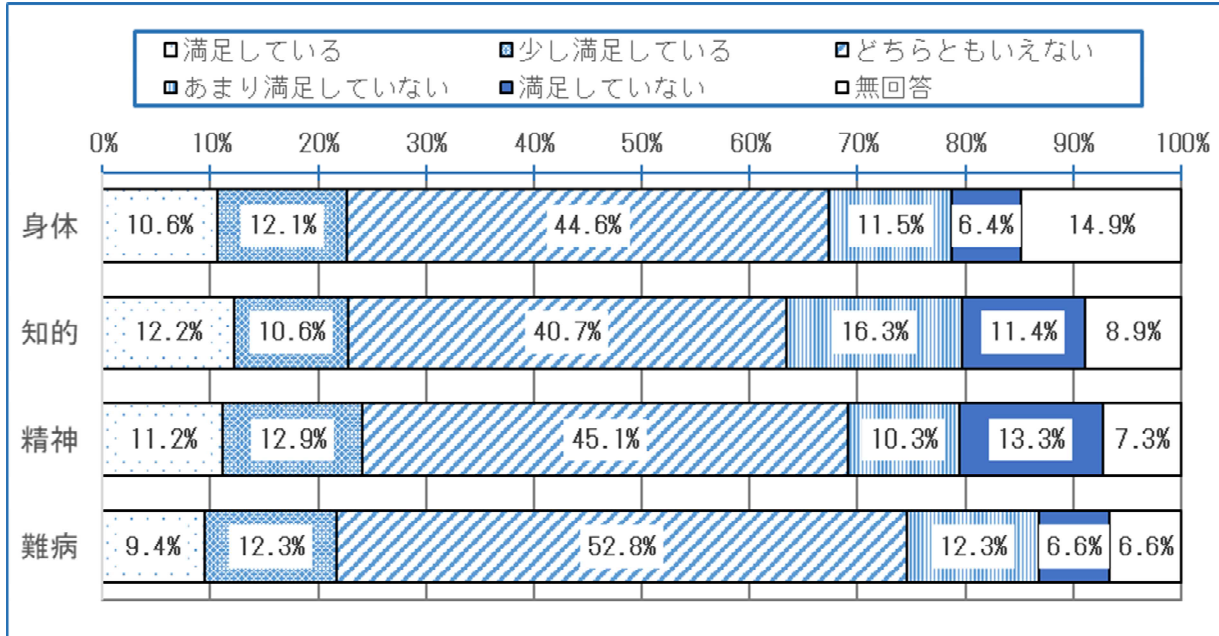 満足している 少し満足している どちらともいえない
あまり満足していない 満足していない 無回答
0% 10% 20% 30% 40% 50% 60% 70% 80% 90% 100%
身体 10.6% 12.1% 44.6% 11.5% 6.4% 14.9%
知的 12.2% 10.6% 40.7% 16.3% 11.4% 8.9%
精神 11.2% 12.9% 45.1% 10.3% 13.3% 7.3%
難病 9.4% 12.3% 52.8% 12.3% 6.6% 6.6%